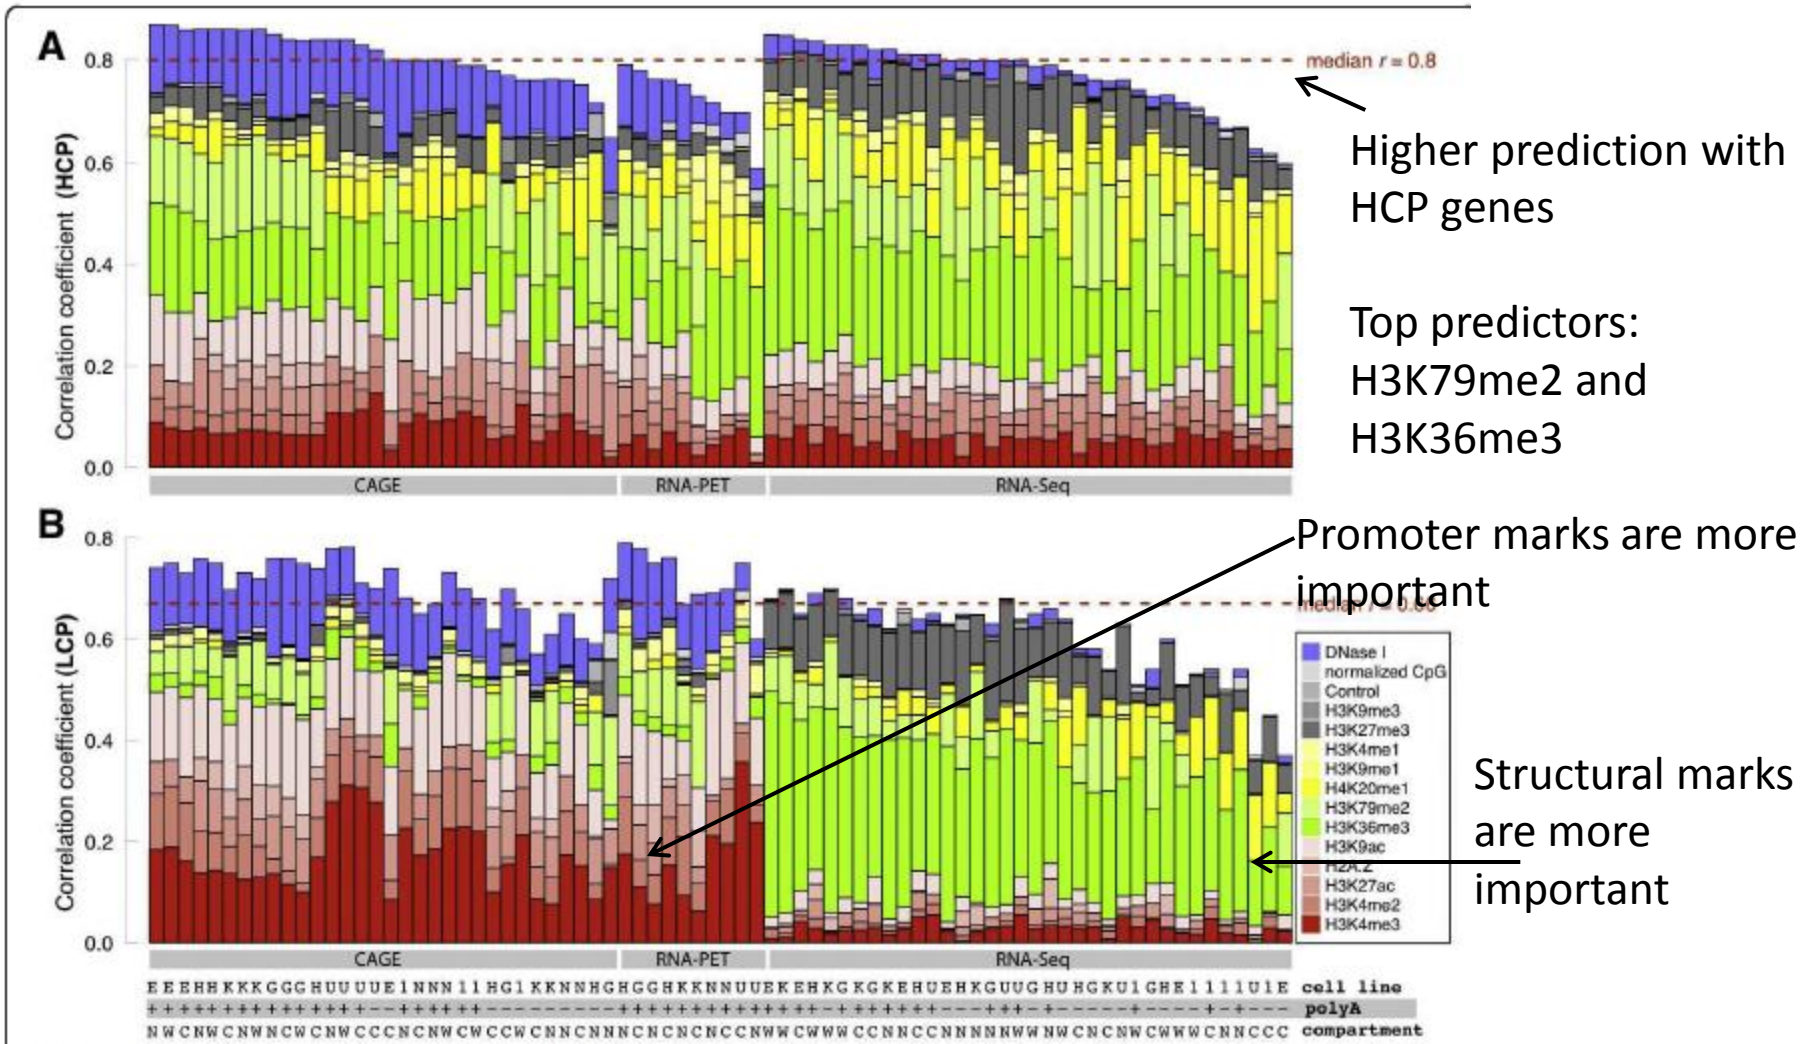 A
0.8
0.6
0.4
0.2
0.0
Correlation coefficient (HCP)
median r = 0.8
Higher prediction with
HCP genes
Top predictors:
H3K79me2 and
H3K36me3
CAGE
RNA-PET
RNA-Seq
B
0.8
0.6
0.4
0.2
0.0
Correlation coefficient (LCP)
Promoter marks are more
important
median r = 0.66
DNase I
normalized CpG
Control
H3K9me3
H3K27me3
H3K4me1
H3K9me1
H4K20me1
H3K79me2
H3K36me3
H3K9ac
H2A.Z
H3K27ac
H3K4me2
H3K4me3
Structural marks
are more
important
CAGE
RNA-PET
RNA-Seq
cell line
polyA
compartment